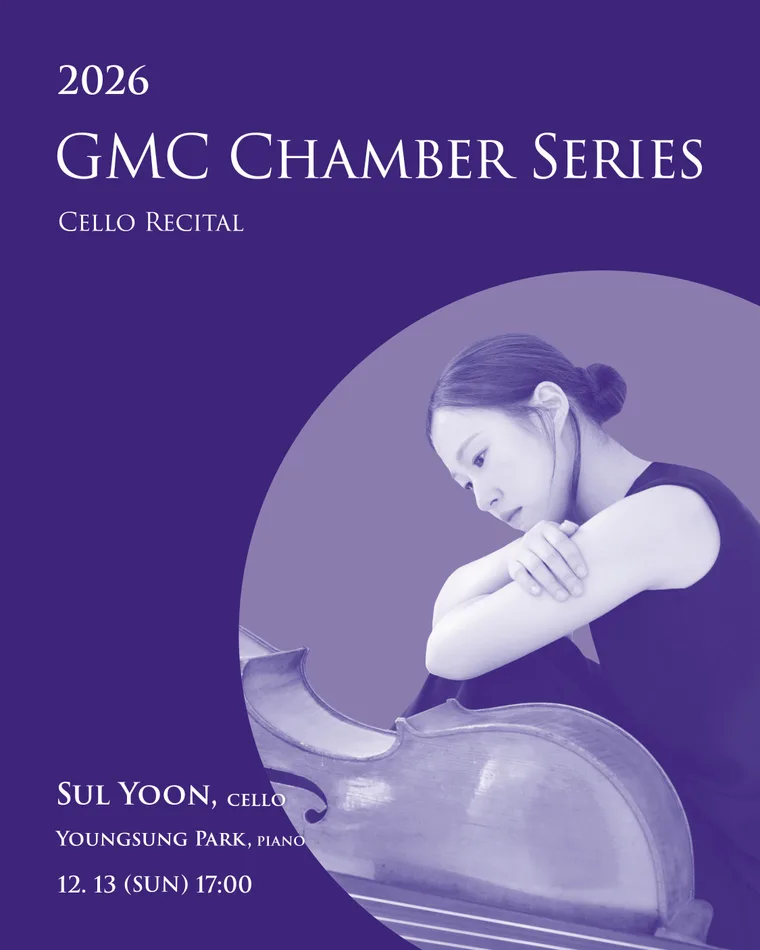 2026
GMC Chamber Series
Cello Recital
Sul Yoon, cello
Youngsung Park, piano
12. 13 (SUN) 17:00